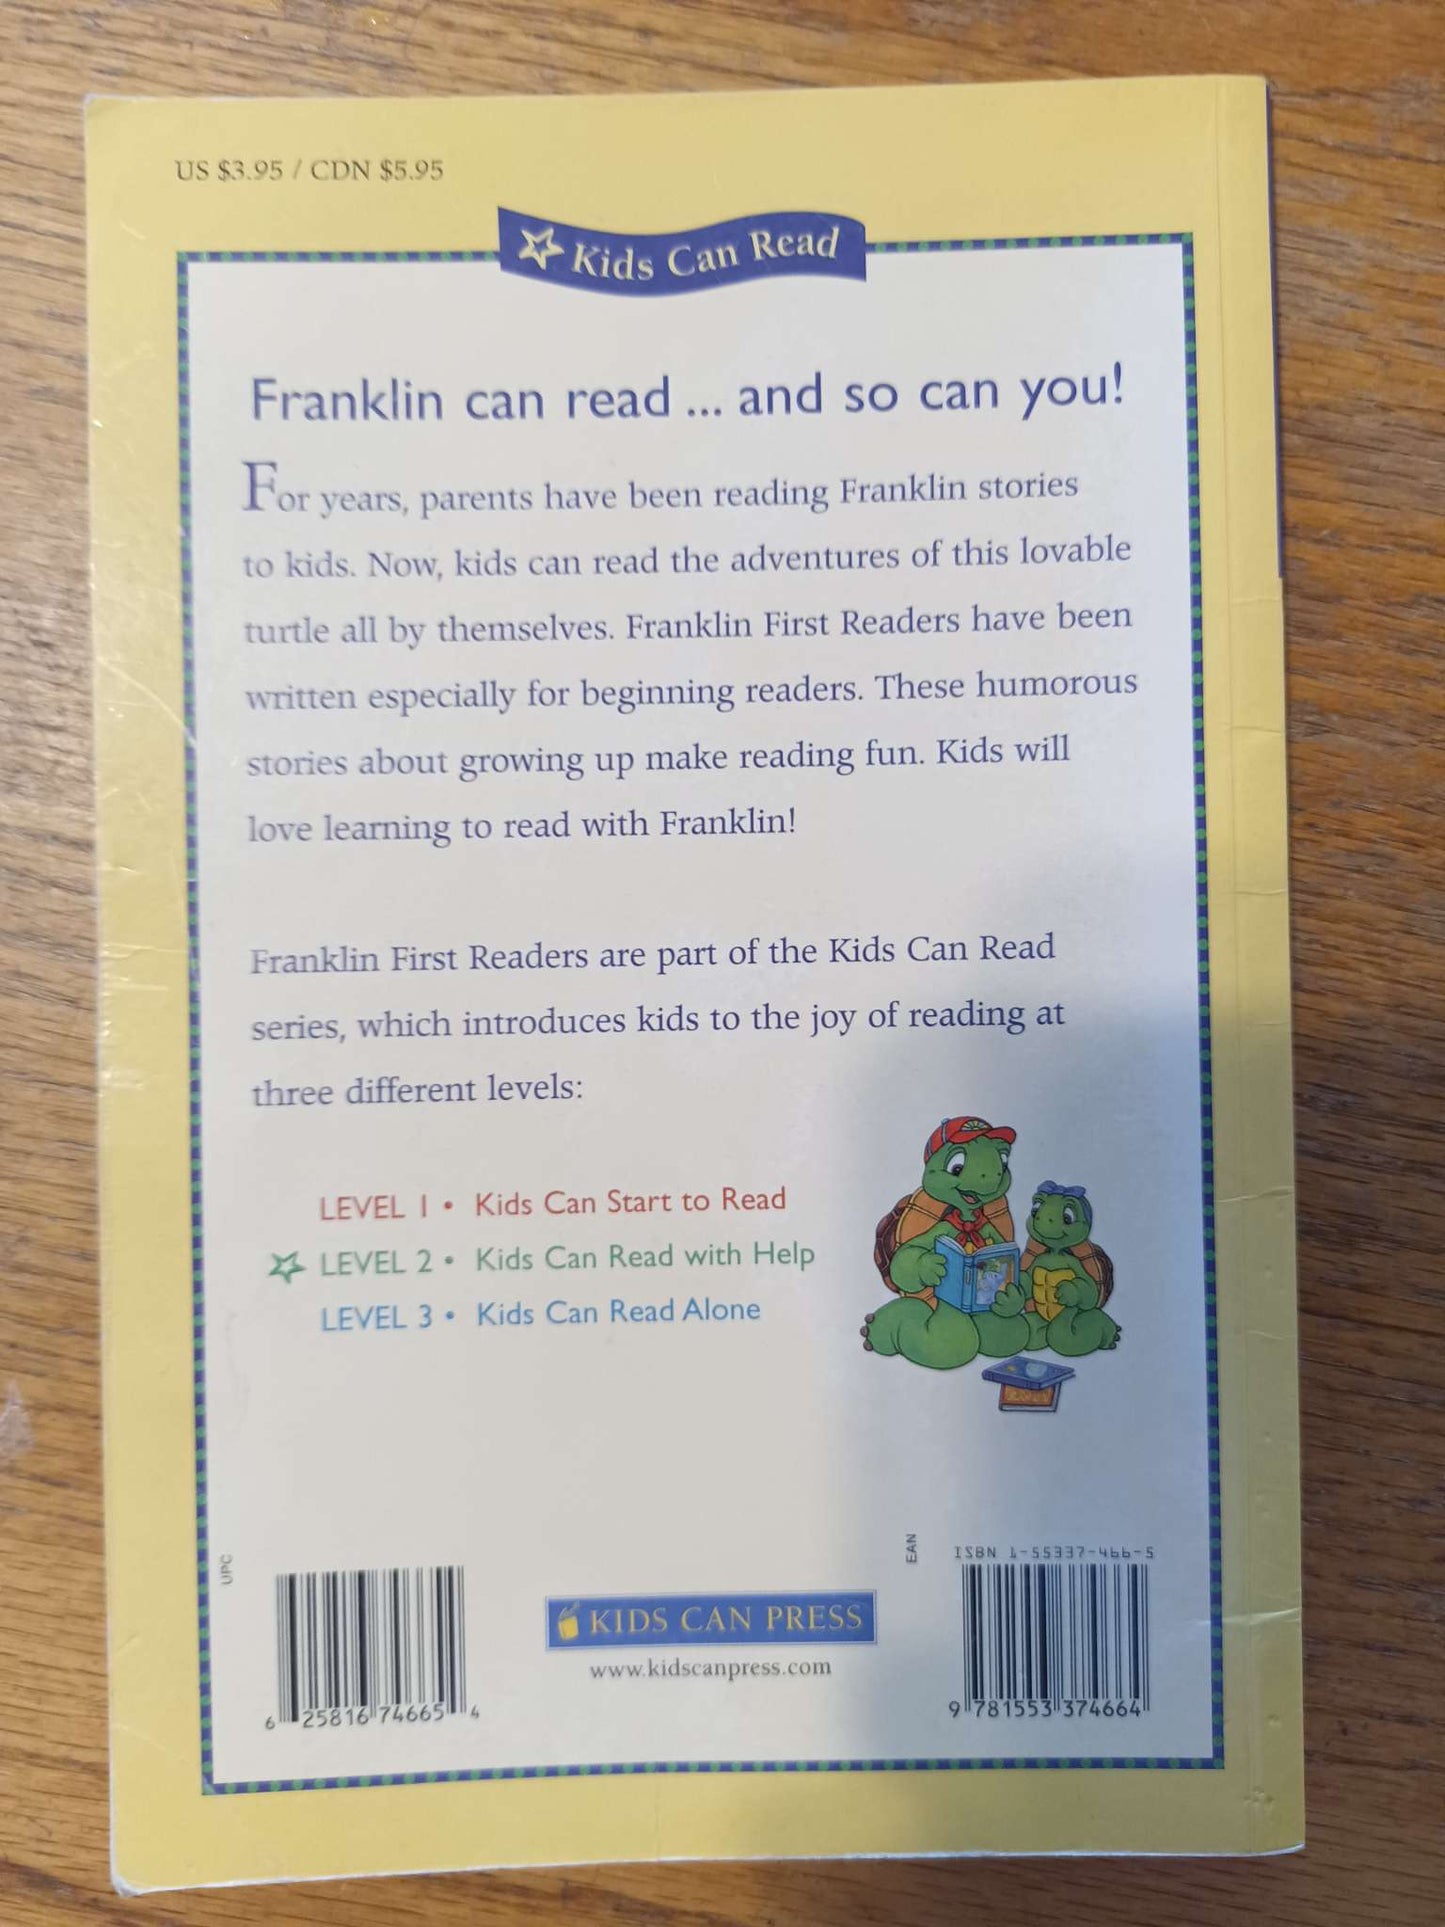 US $3.95 / CDN $5.95
Kids Can Read
Franklin can read ... and so can you!
For years, parents have been reading Franklin stories
to kids. Now, kids can read the adventures of this lovable
turtle all by themselves. Franklin First Readers have been
written especially for beginning readers. These humorous
stories about growing up make reading fun. Kids will
love learning to read with Franklin!
Franklin First Readers are part of the Kids Can Read
series, which introduces kids to the joy of reading at
three different levels:
LEVEL 1 • Kids Can Start to Read
LEVEL 2 • Kids Can Read with Help
LEVEL 3 • Kids Can Read Alone
UPC
6 25816 74665 4
KIDS CAN PRESS
www.kidscanpress.com
EAN
ISBN 1-55337-466-5
9 781553 374664